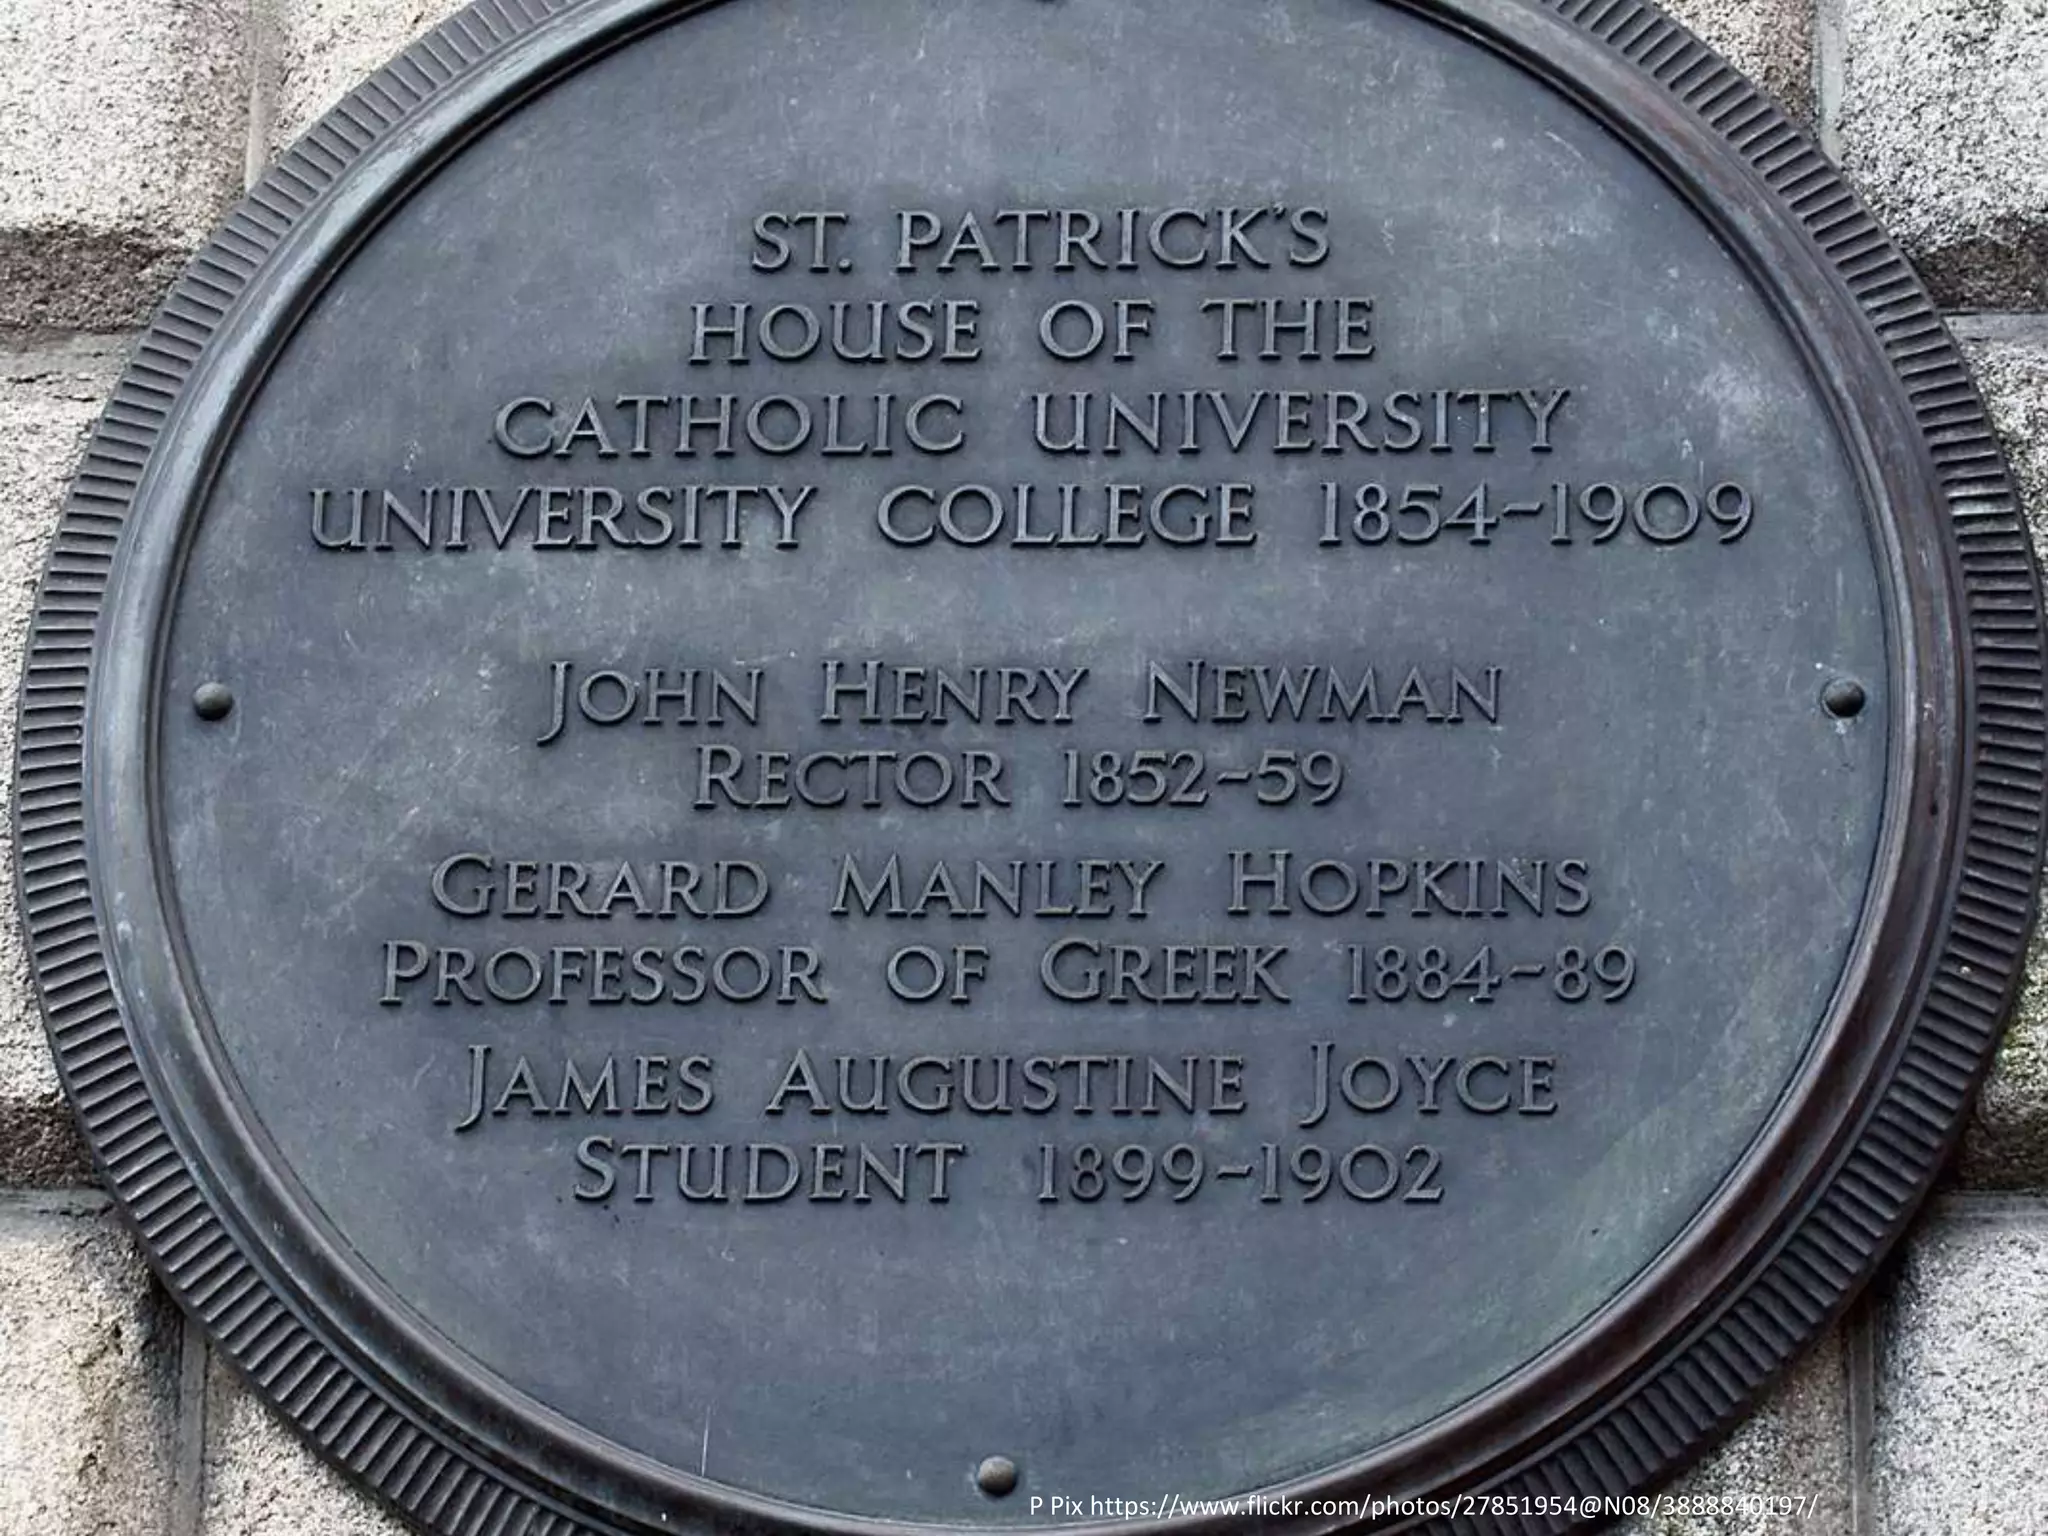 ST. PATRICK'S
HOUSE OF THE
CATHOLIC UNIVERSITY
UNIVERSITY COLLEGE 1854-1909
JOHN HENRY NEWMAN
RECTOR 1852-59
GERARD MANLEY HOPKINS
PROFESSOR OF GREEK 1884-89
JAMES AUGUSTINE JOYCE
STUDENT 1899-1902
P Pix https://www.flickr.com/photos/27851954@N08/3888840197/